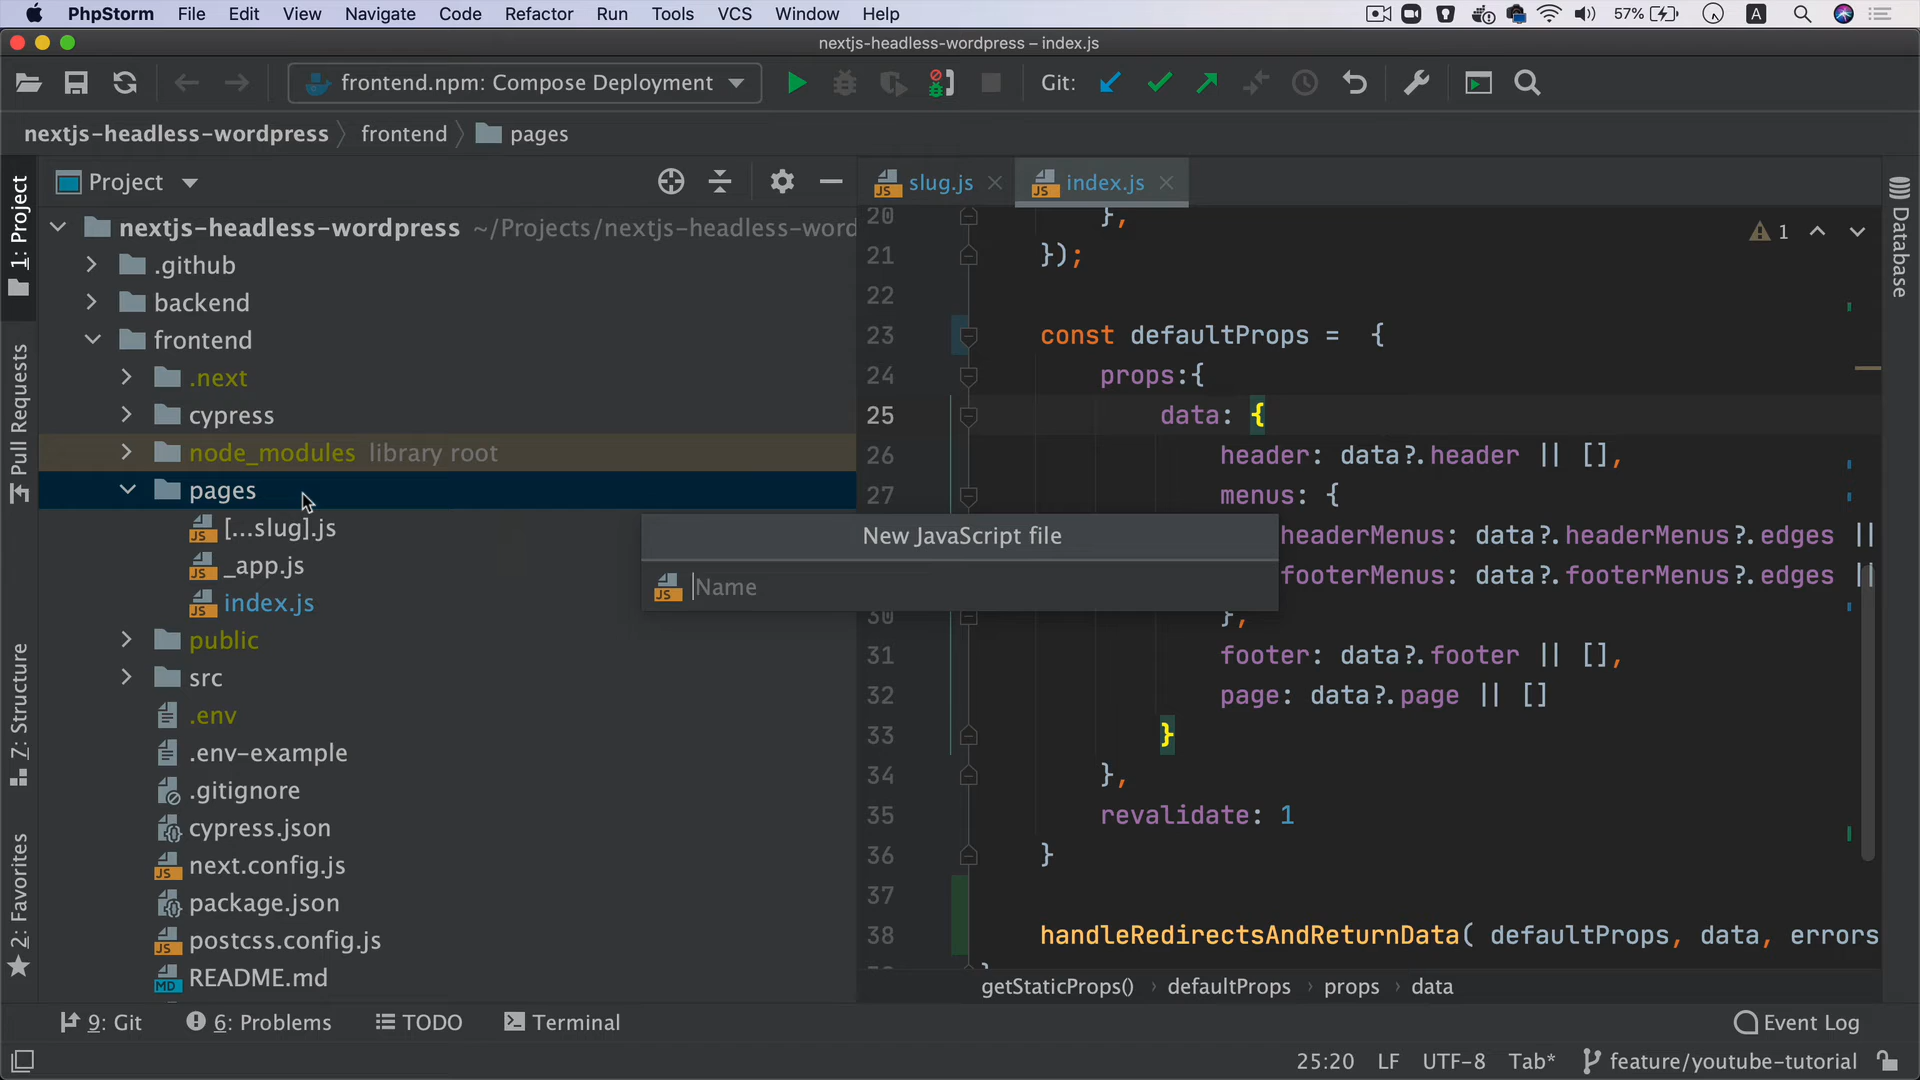 PhpStorm File Edit View Navigate Code Refactor Run Tools VCS Window Help 57% A
nextjs-headless-wordpress – index.js
frontend.npm: Compose Deployment Git:
nextjs-headless-wordpress frontend pages
Project
slug.js index.js
nextjs-headless-wordpress ~/Projects/nextjs-headless-word
.github
backend
frontend
.next
cypress
node_modules library root
pages
[...slug].js
_app.js
index.js
public
src
.env
.env-example
.gitignore
cypress.json
next.config.js
package.json
postcss.config.js
README.md
1: Project
Pull Requests
Z: Structure
2: Favorites
Database
1
20 },
21 });
22
23 const defaultProps = {
24 props:{
25 data: {
26 header: data?.header || [],
27 menus: {
headerMenus: data?.headerMenus?.edges ||
footerMenus: data?.footerMenus?.edges ||
30 },
31 footer: data?.footer || [],
32 page: data?.page || []
33 }
34 },
35 revalidate: 1
36 }
37
38 handleRedirectsAndReturnData( defaultProps, data, errors
New JavaScript file
Name
getStaticProps() › defaultProps › props › data
9: Git 6: Problems TODO Terminal Event Log
25:20 LF UTF-8 Tab* feature/youtube-tutorial